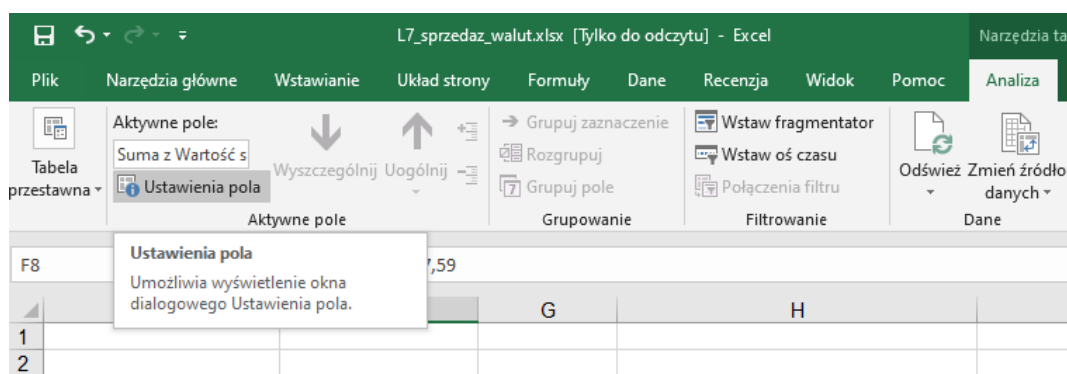 L7_sprzedaz_walut.xlsx [Tylko do odczytu] - Excel
Narzędzia ta
Plik Narzędzia główne Wstawianie Układ strony Formuły Dane Recenzja Widok Pomoc Analiza
Tabela
przestawna
Aktywne pole:
Suma z Wartość s
Ustawienia pola
Wyszczególnij
Uogólnij
Aktywne pole
Grupuj zaznaczenie
Rozgrupuj
7 Grupuj pole
Grupowanie
Wstaw fragmentator
Wstaw oś czasu
Połączenia filtru
Filtrowanie
Odśwież
Zmień źródło
danych
Dane
F8
7,59
Ustawienia pola
Umożliwia wyświetlenie okna
dialogowego Ustawienia pola.
G H
1
2